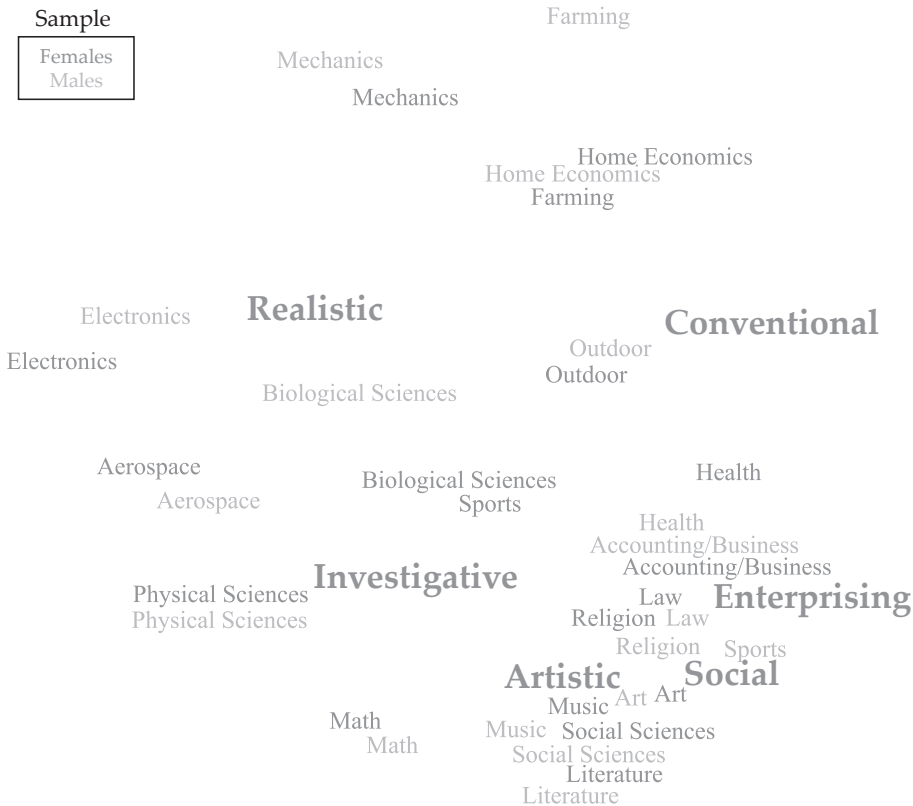 Sample
Females
Males
Farming
Mechanics
Mechanics
Home Economics
Home Economics
Farming
Realistic
Electronics
Conventional
Outdoor
Electronics
Outdoor
Biological Sciences
Aerospace
Health
Biological Sciences
Aerospace
Sports
Health
Accounting/Business
Accounting/Business
Investigative
Physical Sciences
Law
Enterprising
Physical Sciences
Religion
Law
Religion
Sports
Artistic
Social
Art
Art
Music
Math
Music
Social Sciences
Math
Social Sciences
Literature
Literature